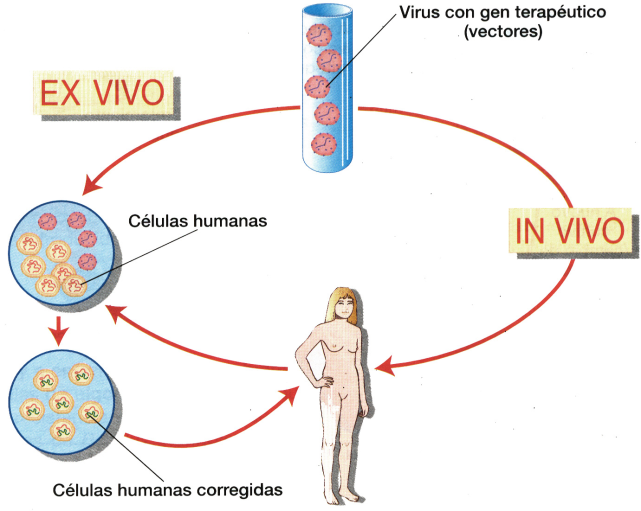 Virus con gen terapéutico
(vectores)
EX VIVO
Células humanas
IN VIVO
Células humanas corregidas